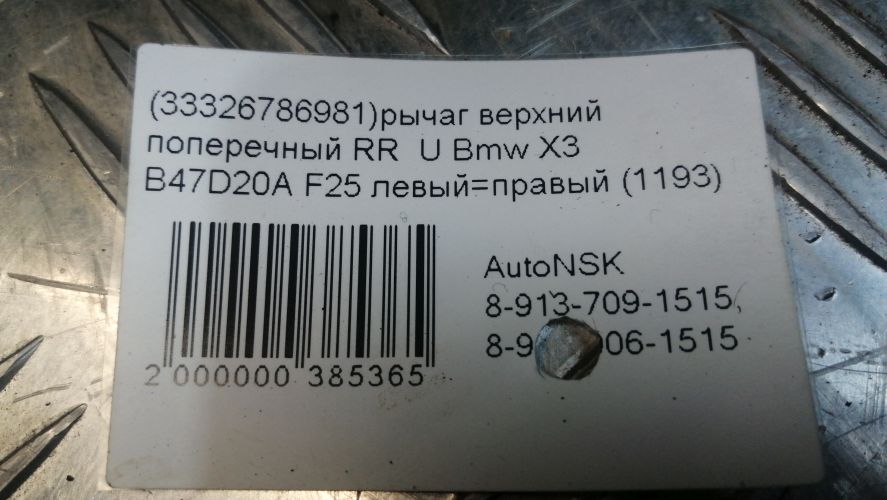 (33326786981)рычаг верхний
поперечный RR U Bmw X3
B47D20A F25 левый=правый (1193)
AutoNSK
8-913-709-1515,
2 000000 385365